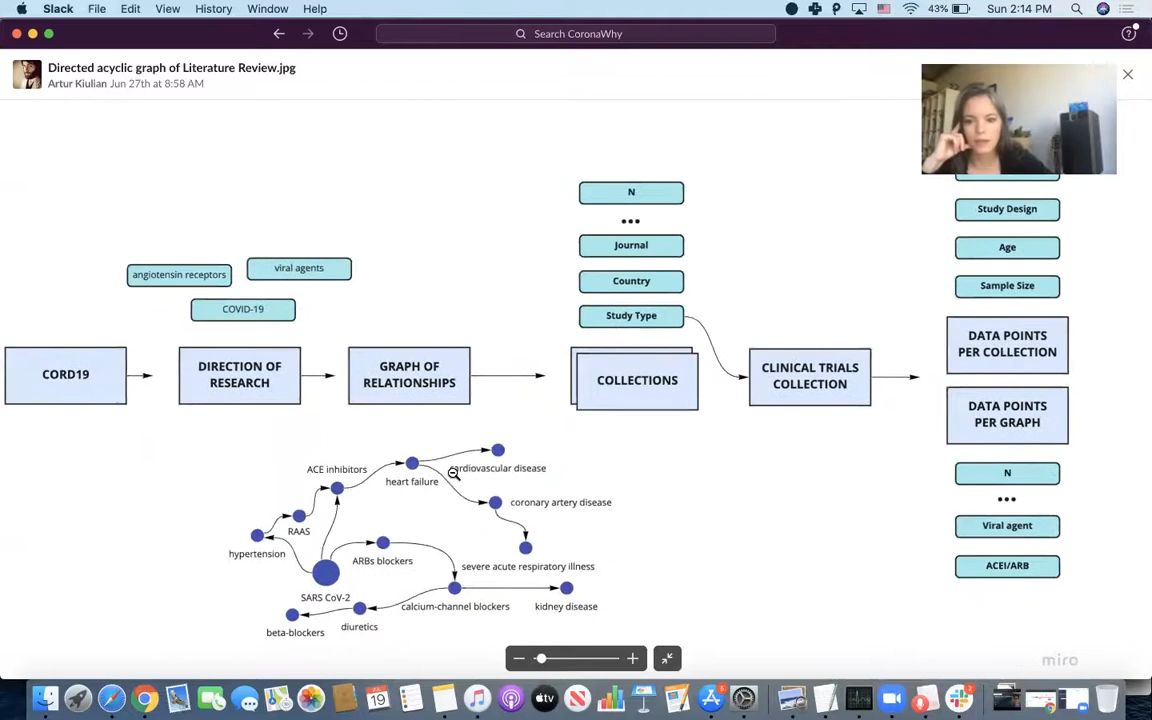 Slack File Edit View History Window Help
43% Sun 2:14 PM
Search CoronaWhy
Directed acyclic graph of Literature Review.jpg
Artur Kiulian Jun 27th at 8:58 AM
N
•••
Journal
Country
Study Type
Study Design
Age
Sample Size
angiotensin receptors
viral agents
COVID-19
CORD19
DIRECTION OF
RESEARCH
GRAPH OF
RELATIONSHIPS
COLLECTIONS
CLINICAL TRIALS
COLLECTION
DATA POINTS
PER COLLECTION
DATA POINTS
PER GRAPH
N
•••
Viral agent
ACEI/ARB
ACE inhibitors
heart failure
cardiovascular disease
coronary artery disease
RAAS
hypertension
ARBs blockers
severe acute respiratory illness
SARS CoV-2
calcium-channel blockers
kidney disease
diuretics
beta-blockers
miro
tv
19